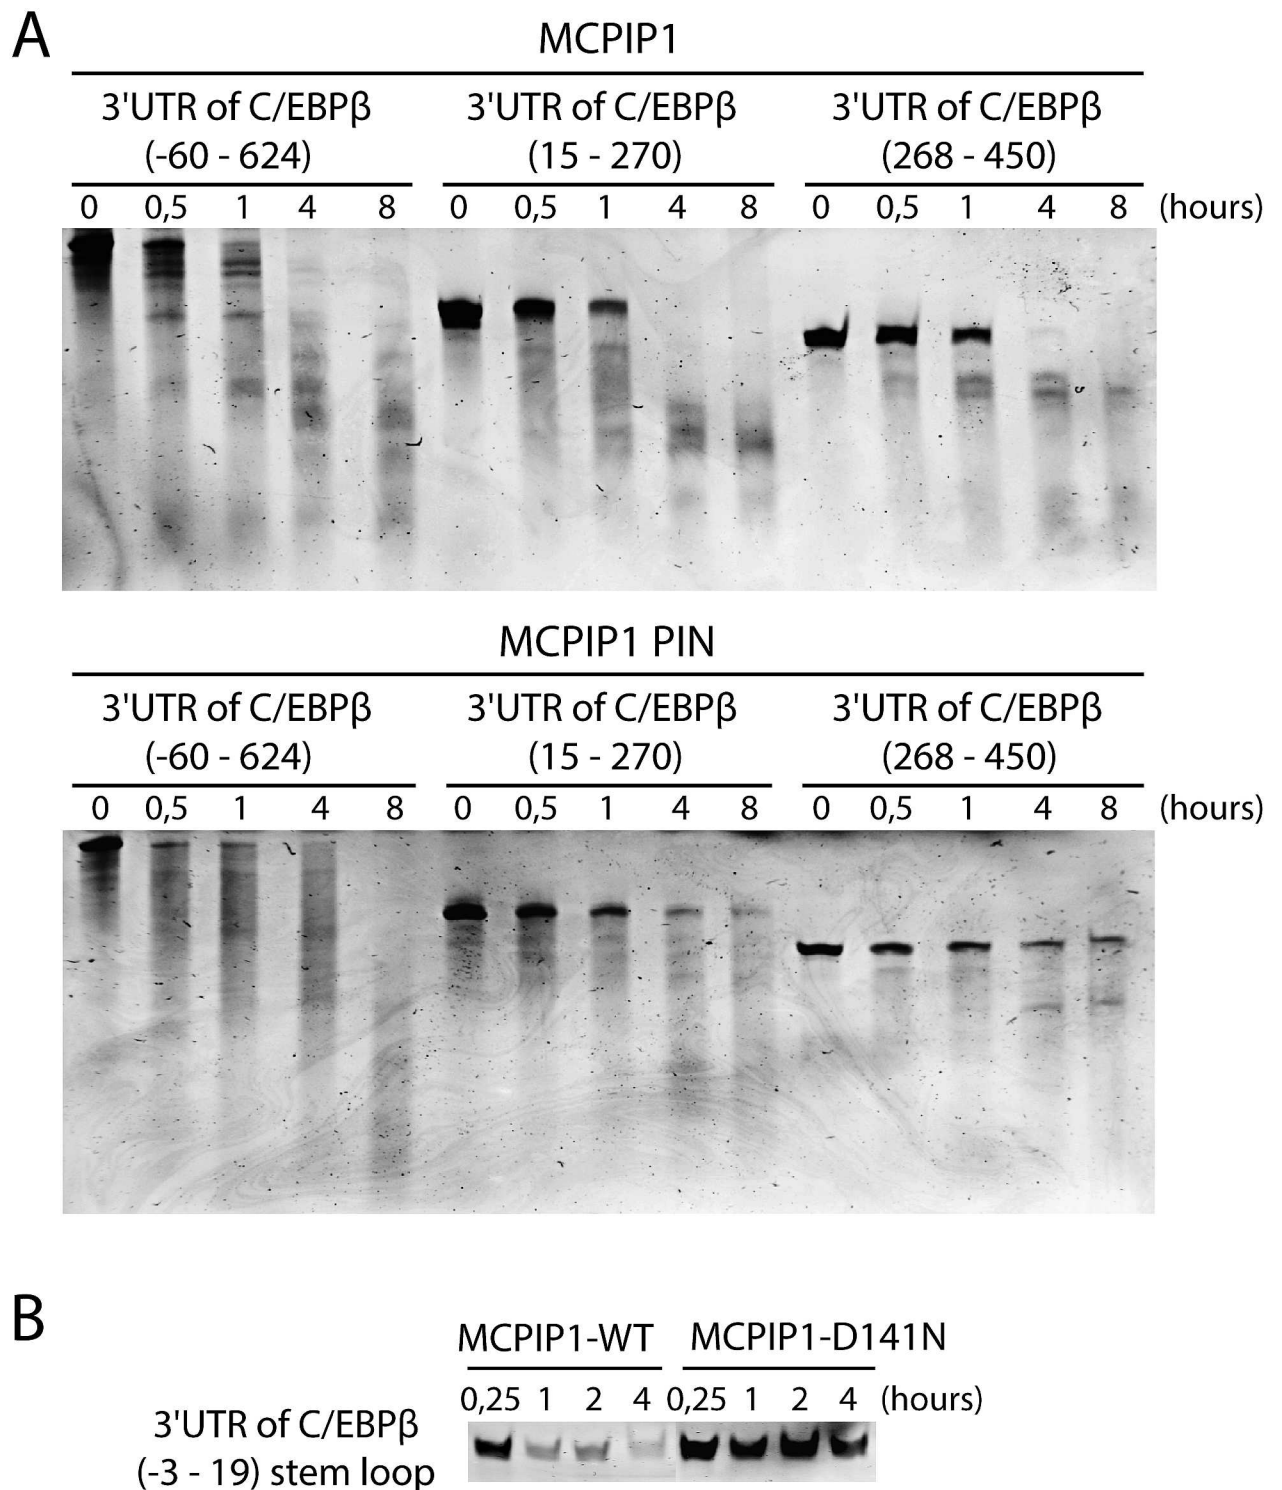 A
MCPIP1
3'UTR of C/EBPβ 3'UTR of C/EBPβ 3'UTR of C/EBPβ
(-60 - 624) (15 - 270) (268 - 450)
0 0,5 1 4 8 0 0,5 1 4 8 0 0,5 1 4 8 (hours)
MCPIP1 PIN
3'UTR of C/EBPβ 3'UTR of C/EBPβ 3'UTR of C/EBPβ
(-60 - 624) (15 - 270) (268 - 450)
0 0,5 1 4 8 0 0,5 1 4 8 0 0,5 1 4 8 (hours)
B
MCPIP1-WT MCPIP1-D141N
0,25 1 2 4 0,25 1 2 4 (hours)
3'UTR of C/EBPβ
(-3 - 19) stem loop